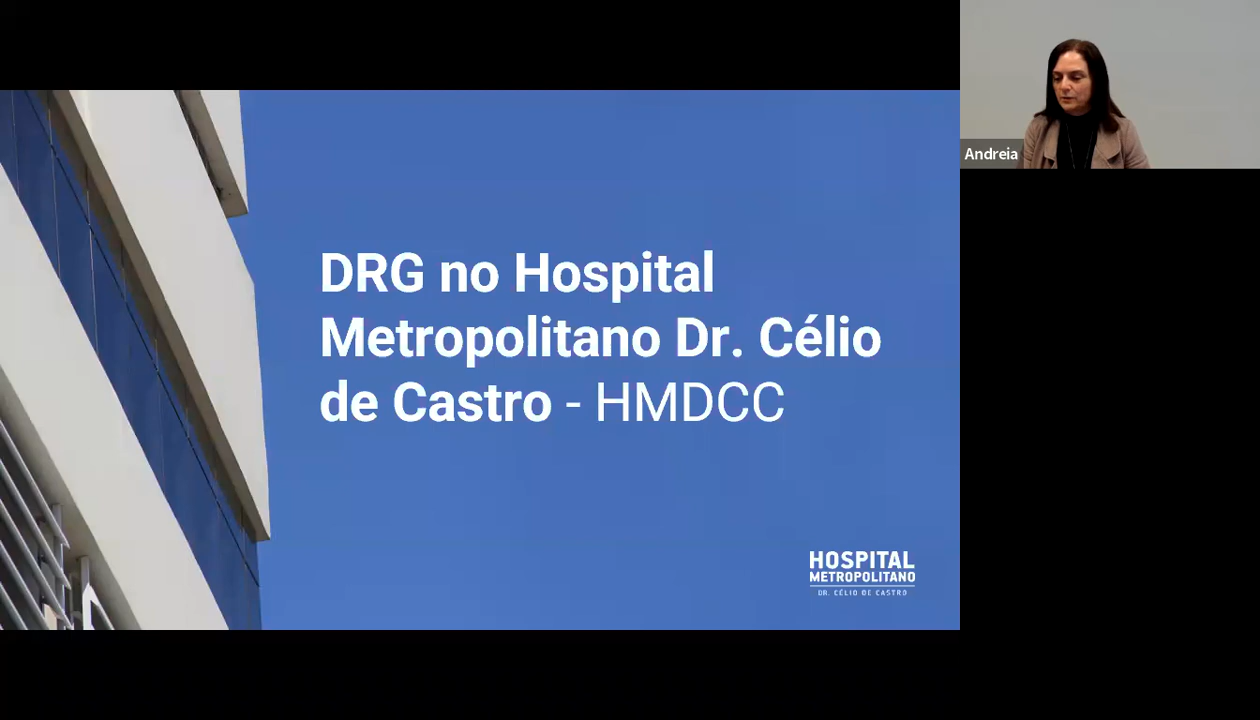 Andreia
DRG no Hospital
Metropolitano Dr. Célio
de Castro - HMDCC
HOSPITAL
METROPOLITANO
DR. CÉLIO DE CASTRO